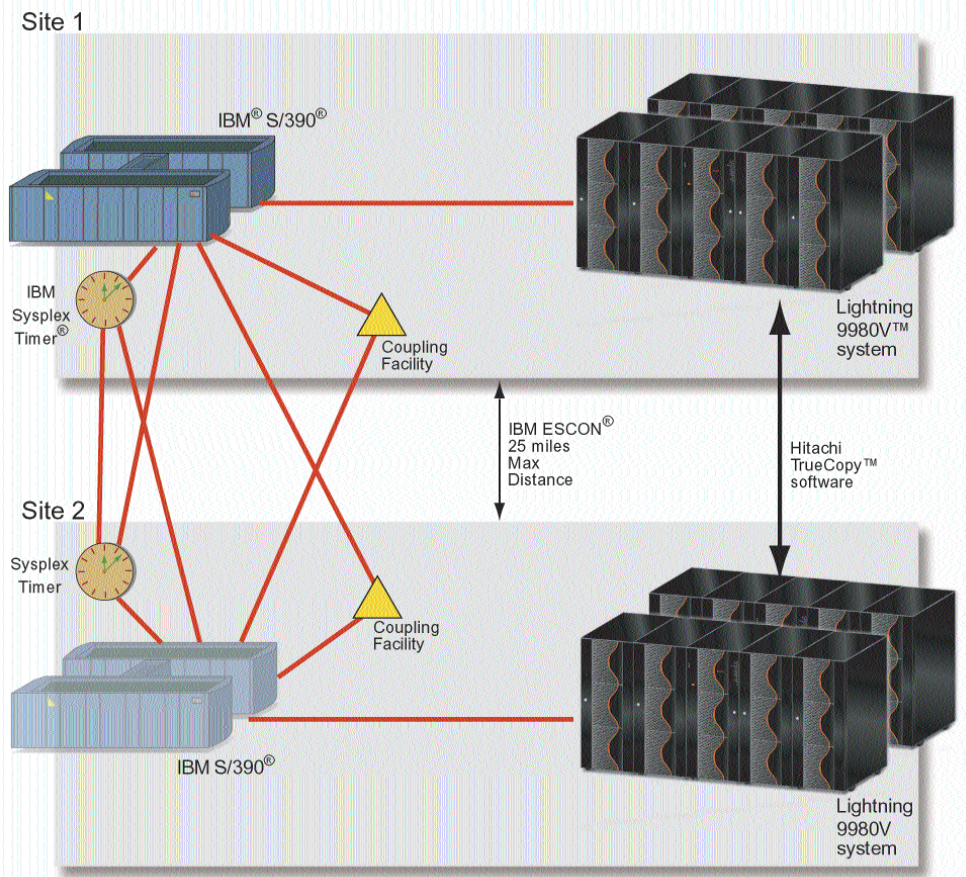 Site 1
IBM® S/390®
IBM
Sysplex
Timer®
Coupling
Facility
Lightning
9980V™
system
IBM ESCON®
25 miles
Max
Distance
Hitachi
TrueCopy™
software
Site 2
Sysplex
Timer
Coupling
Facility
IBM S/390®
Lightning
9980V
system